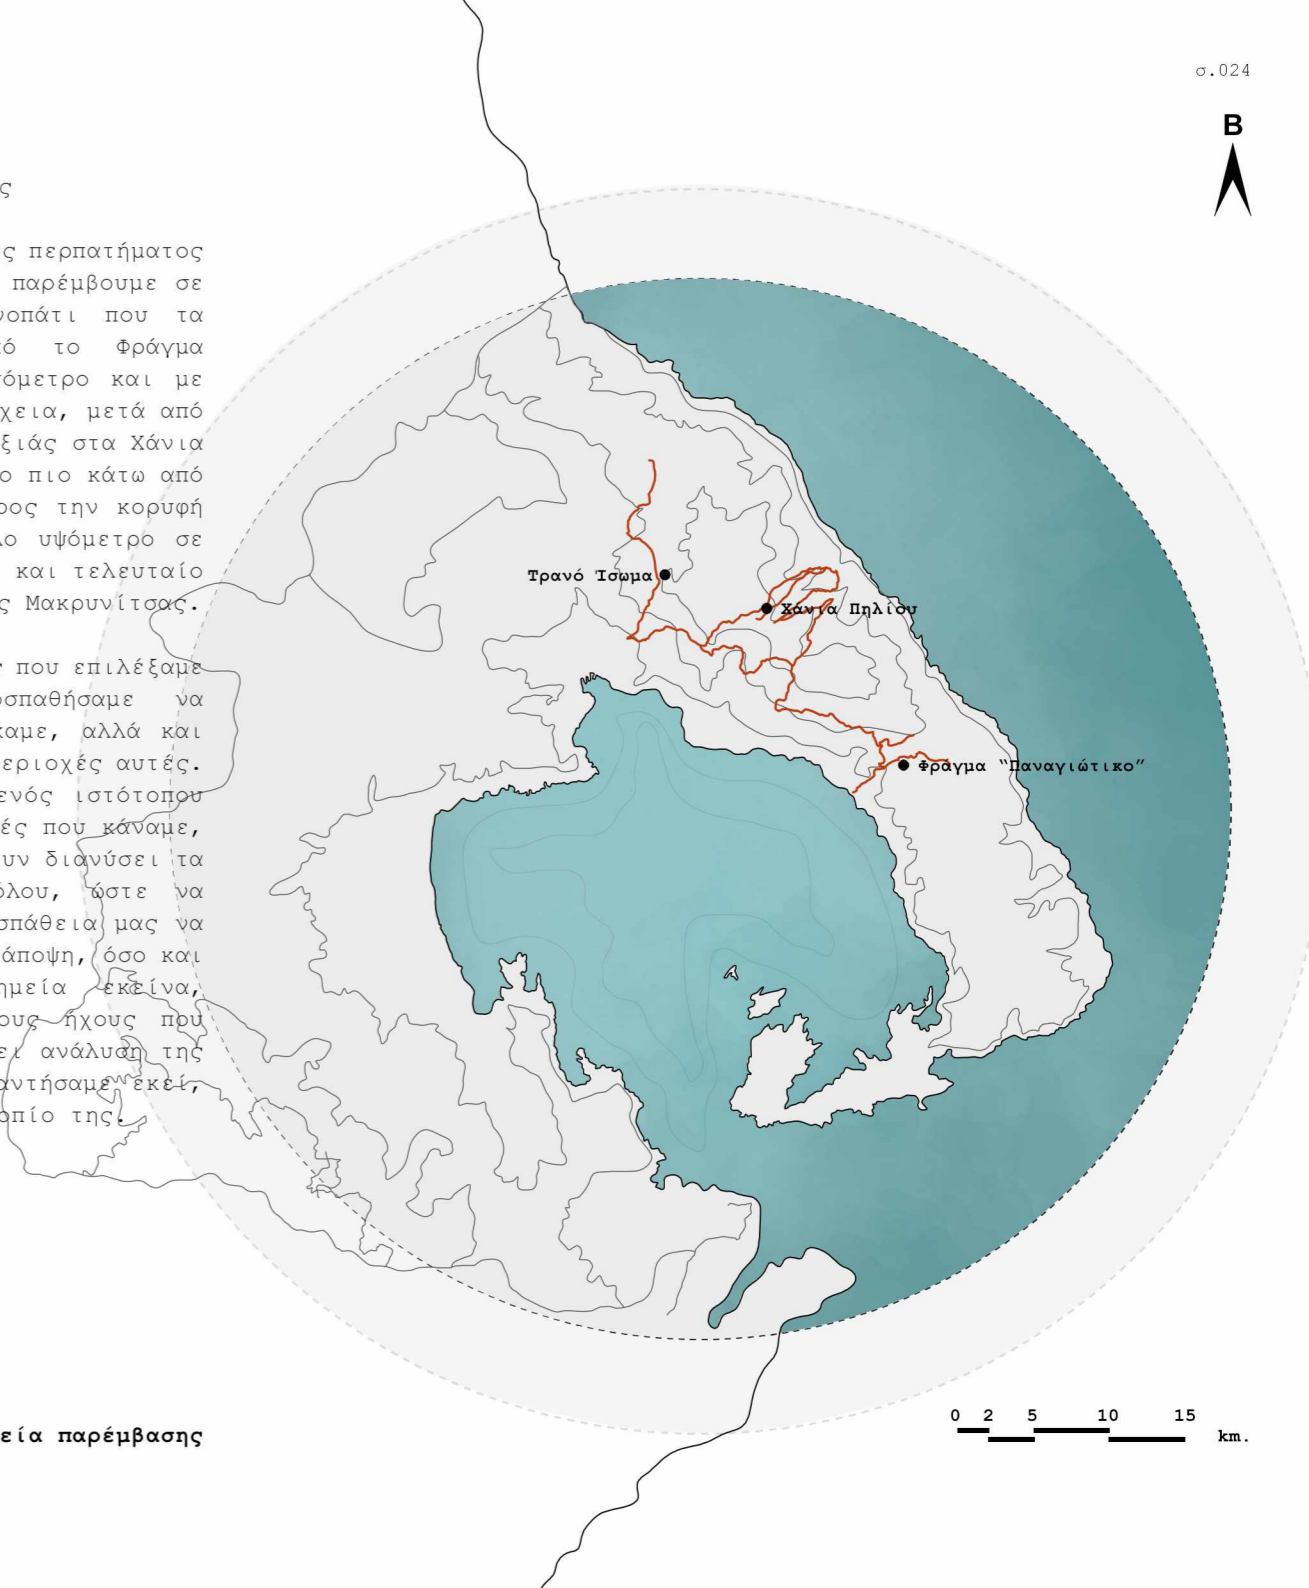 σ.024
B
ς
ς περπατήματος
παρέμβουμε σε
νοπάτι που τα
ό το Φράγμα
όμετρο και με
χεια, μετά από
ξιάς στα Χάνια
ο πιο κάτω από
ρος την κορυφή
λο υψόμετρο σε
και τελευταίο
ς Μακρυνίτσας.
ς που επιλέξαμε
οσπαθήσαμε να
καμε, αλλά και
εριοχές αυτές.
ενός ιστότοπου
ές που κάναμε,
ουν διανύσει τα
όλου, ώστε να
σπάθεια μας να
άποψη, όσο και
ημεία εκείνα,
ους ήχους που
ει ανάλυση της
αντήσαμε εκεί,
οπίο της.
εία παρέμβασης
Τρανό Ίσωμα
Χάνια Πηλίου
Φράγμα “Παναγιώτικο”
0 2 5 10 15
km.